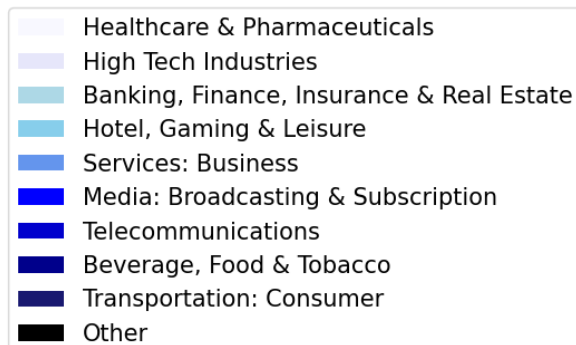 Healthcare & Pharmaceuticals
High Tech Industries
Banking, Finance, Insurance & Real Estate
Hotel, Gaming & Leisure
Services: Business
Media: Broadcasting & Subscription
Telecommunications
Beverage, Food & Tobacco
Transportation: Consumer
Other